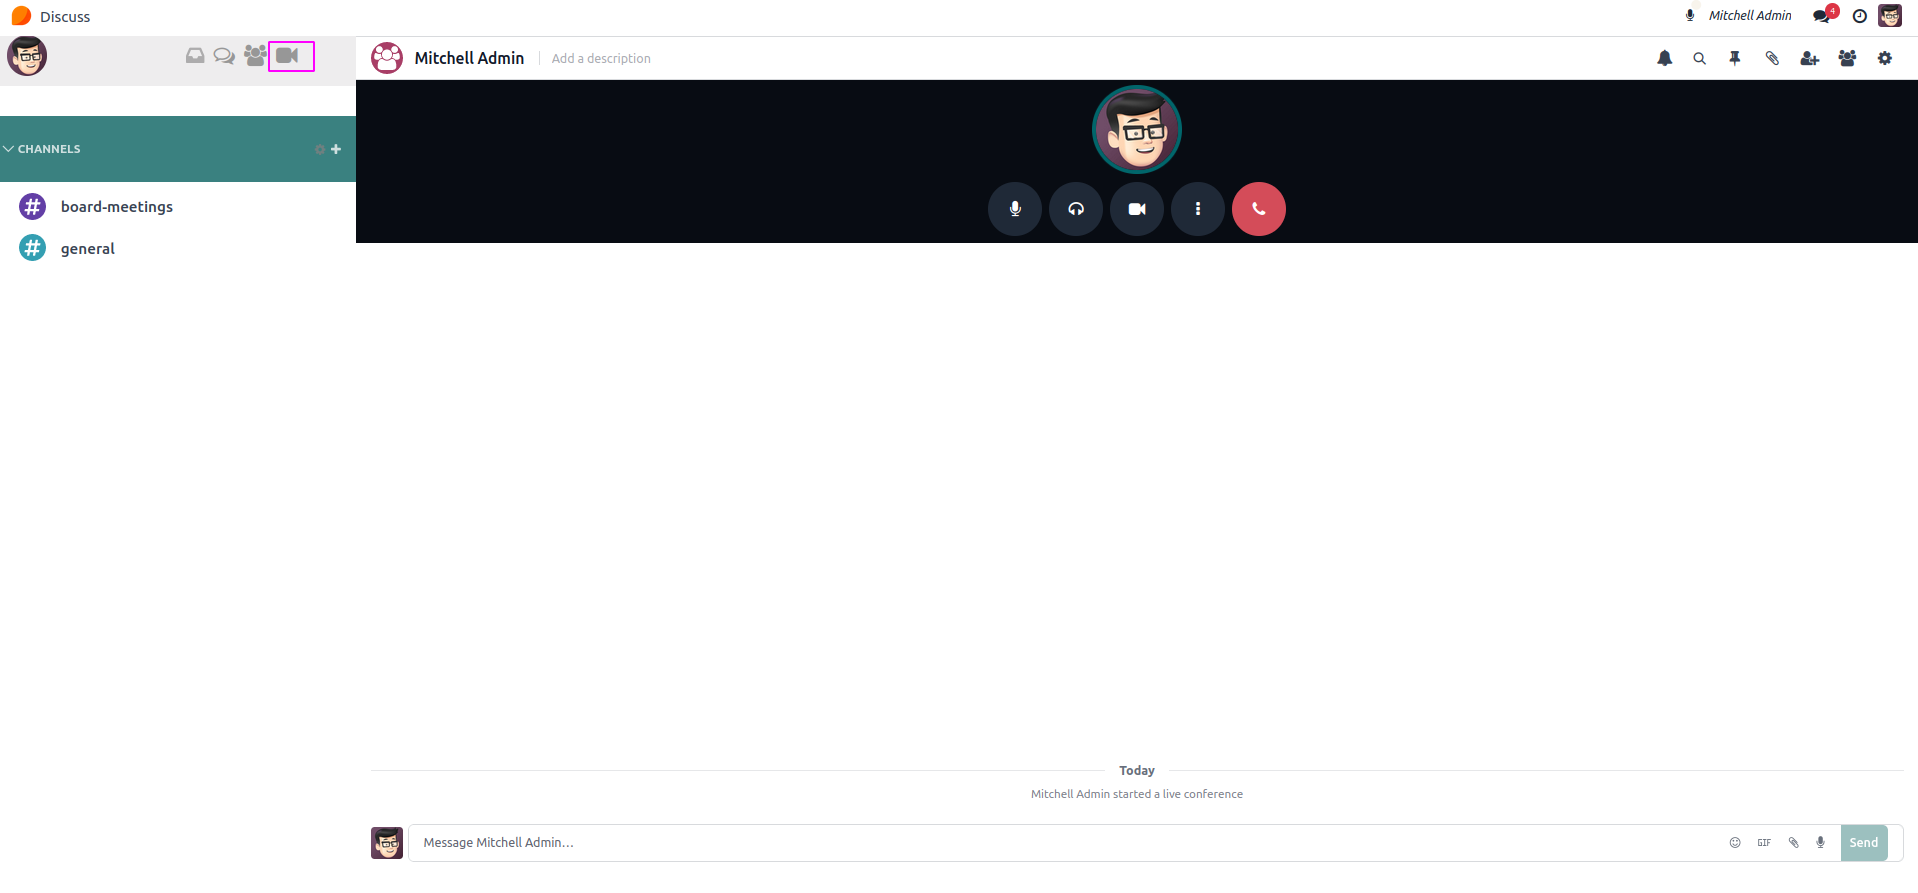 Discuss
Mitchell Admin
4
Mitchell Admin
Add a description
CHANNELS
board-meetings
general
Today
Mitchell Admin started a live conference
Message Mitchell Admin...
GIF
Send